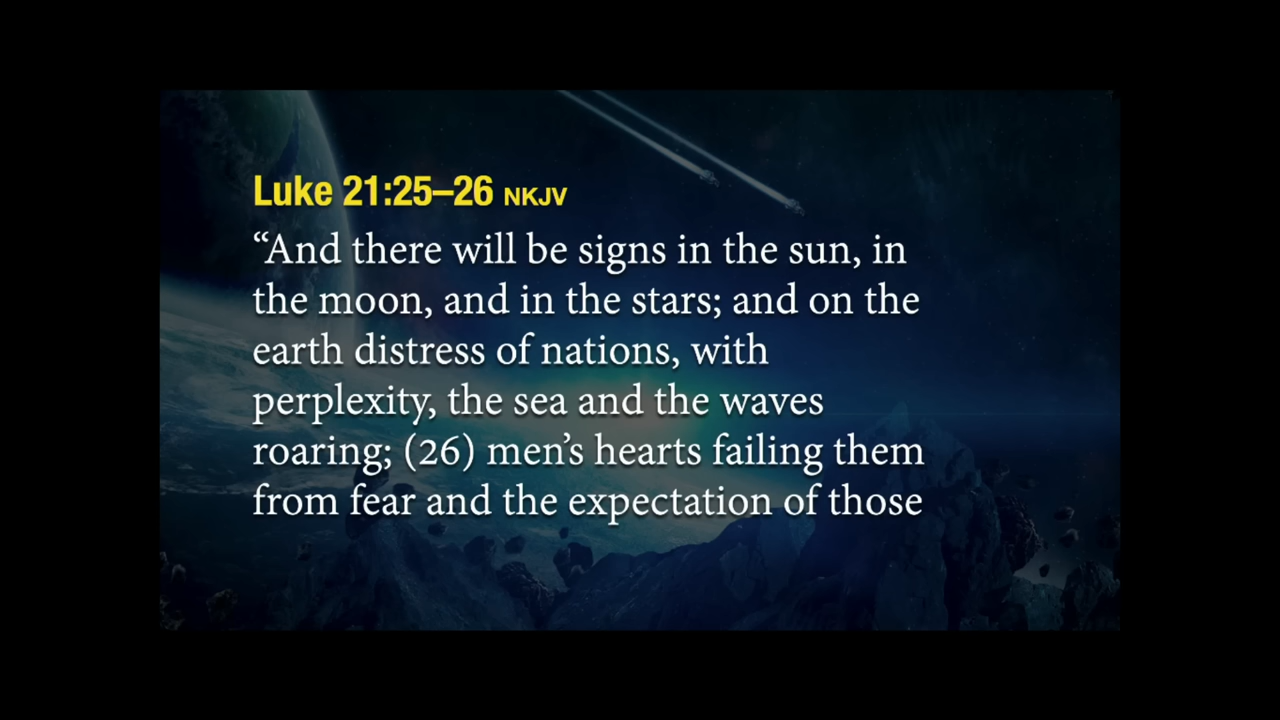 Luke 21:25–26 NKJV
“And there will be signs in the sun, in
the moon, and in the stars; and on the
earth distress of nations, with
perplexity, the sea and the waves
roaring; (26) men’s hearts failing them
from fear and the expectation of those